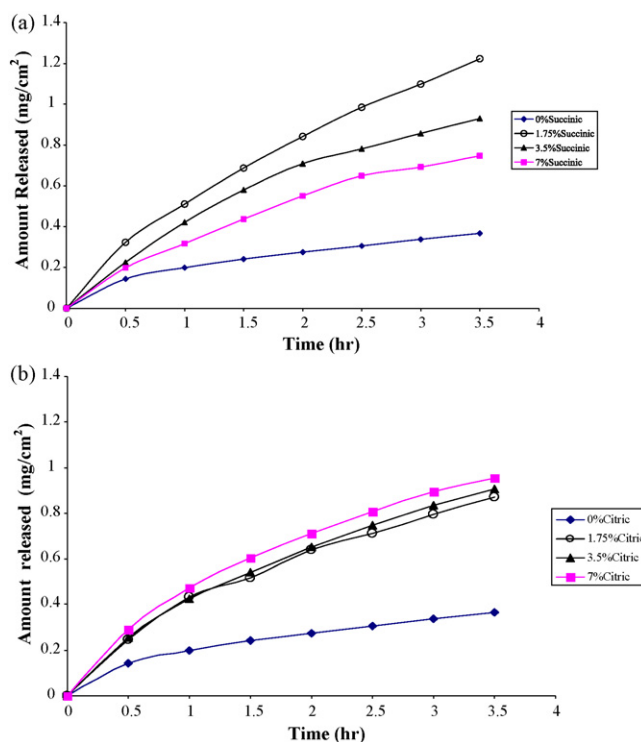 (a)
1.4
1.2
1
0.8
0.6
0.4
0.2
0
Amount Released (mg/cm²)
0 0.5 1 1.5 2 2.5 3 3.5 4
Time (hr)
0%Succinic
1.75%Succinic
3.5%Succinic
7%Succinic
(b)
1.4
1.2
1
0.8
0.6
0.4
0.2
0
Amount released (mg/cm²)
0 0.5 1 1.5 2 2.5 3 3.5 4
Time (hr)
0%Citric
1.75%Citric
3.5%Citric
7%Citric